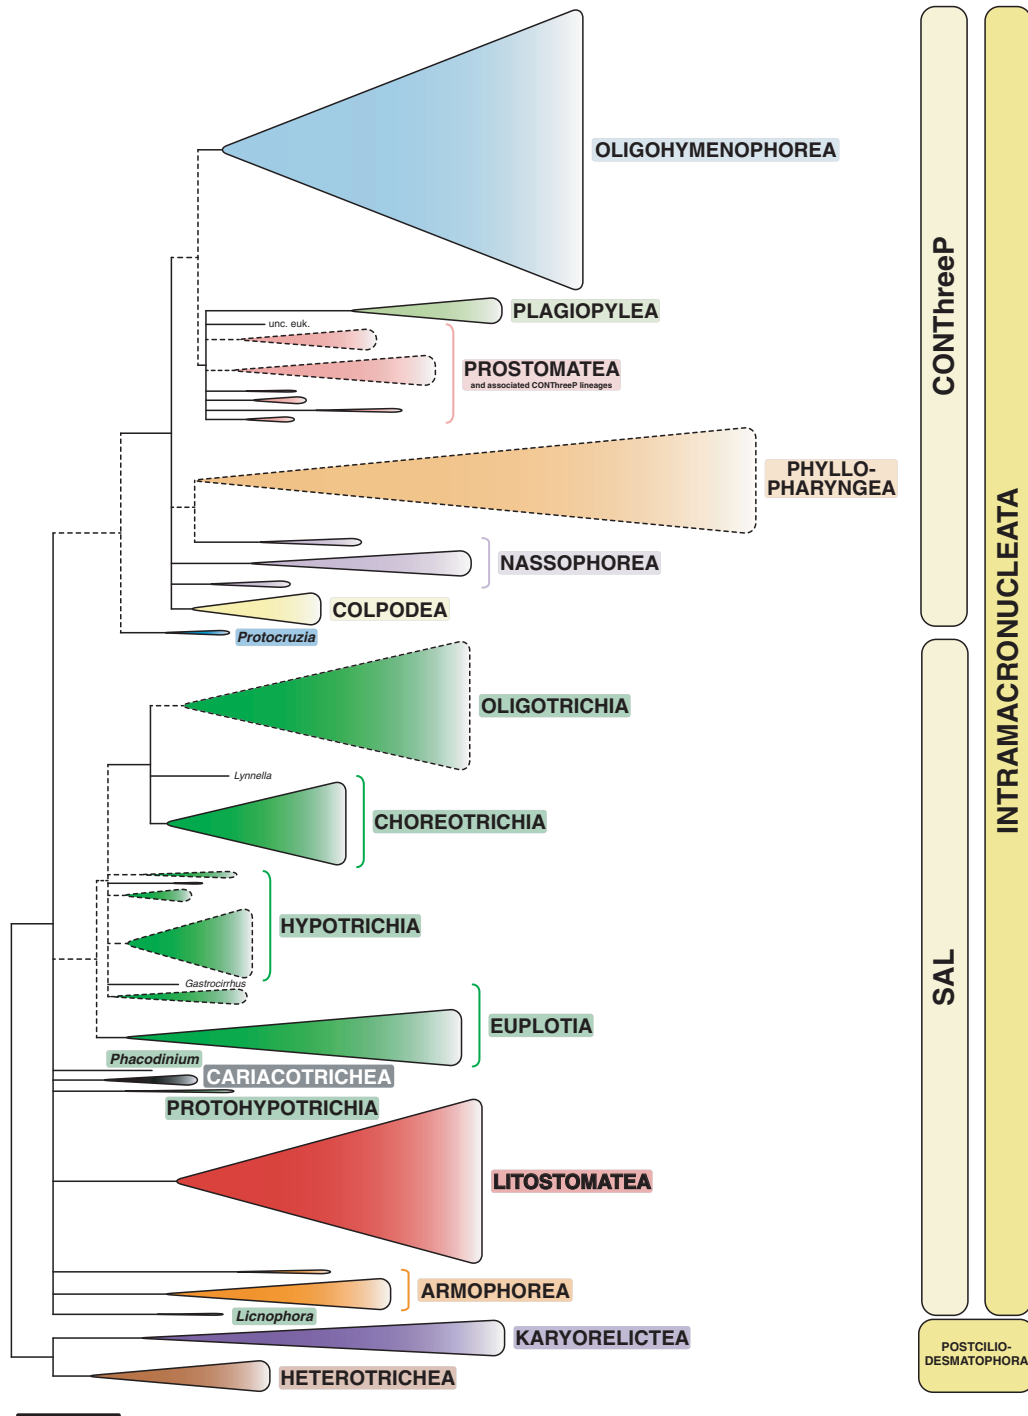 OLIGOHYMENOPHOREA
PLAGIOPYLEA
unc. euk.
PROSTOMATEA
and associated CONThreeP lineages
PHYLLO-
PHARYNGEA
NASSOPHOREA
COLPODEA
Protocruzia
OLIGOTRICHIA
Lynnella
CHOREOTRICHIA
HYPOTRICHIA
Gastrocirrhus
EUPLOTIA
Phacodinium
CARIACOTRICHEA
PROTOHYPOTRICHIA
LITOSTOMATEA
ARMOPHOREA
Licnophora
KARYORELICTEA
HETEROTRICHEA
CONThreeP
SAL
INTRAMACRONUCLEATA
POSTCILIO-
DESMATOPHORA